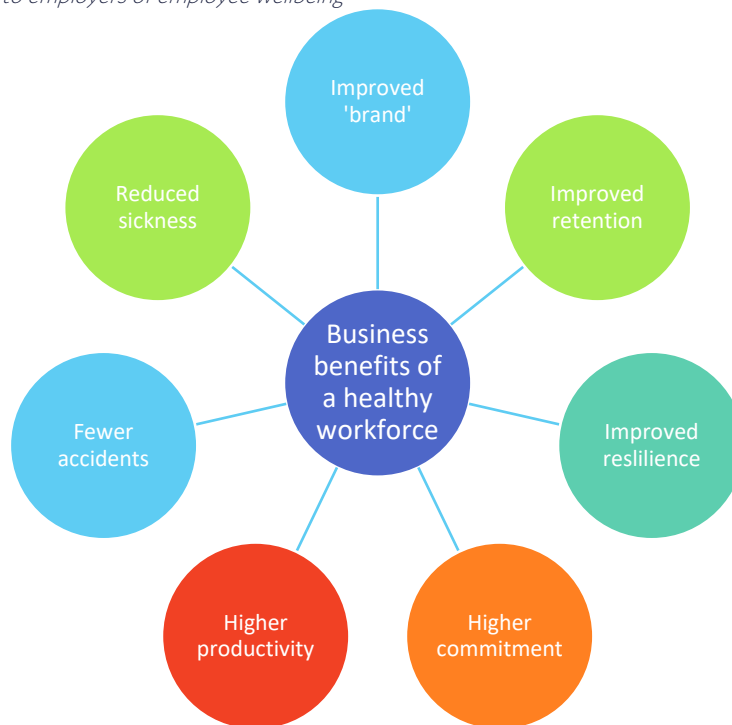 to employers of employee wellbeing
Improved
'brand'
Reduced
sickness
Improved
retention
Business
benefits of
a healthy
workforce
Fewer
accidents
Improved
reslilience
Higher
productivity
Higher
commitment